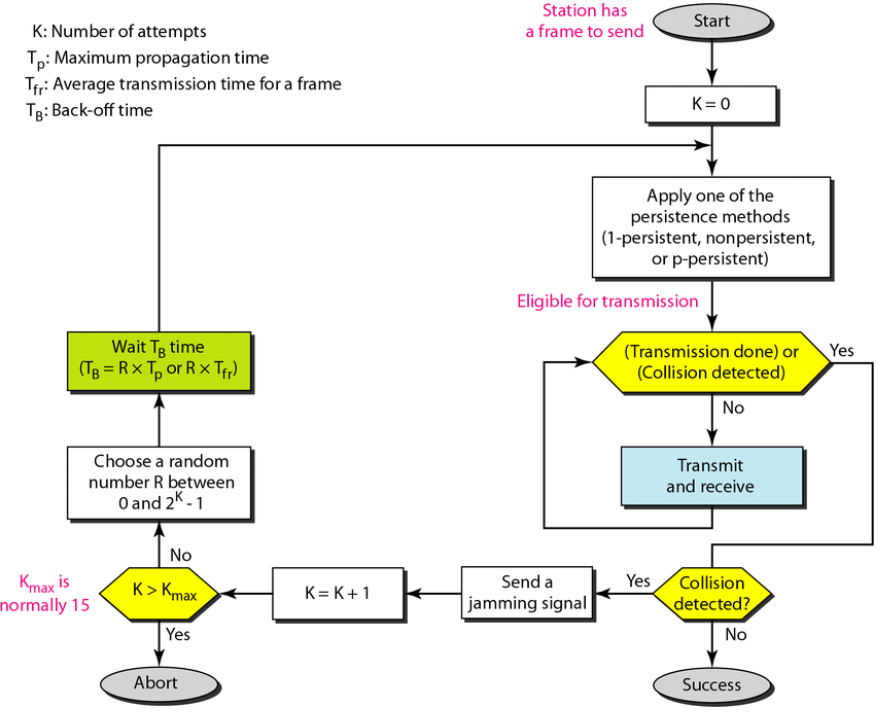 K: Number of attempts
Tp: Maximum propagation time
Tfr: Average transmission time for a frame
TB: Back-off time
Station has
a frame to send
Start
K = 0
Apply one of the
persistence methods
(1-persistent, nonpersistent,
or p-persistent)
Eligible for transmission
(Transmission done) or
(Collision detected)
Yes
No
Transmit
and receive
Wait TB time
(TB = R × Tp or R × Tfr)
Choose a random
number R between
0 and 2^K - 1
No
Kmax is
normally 15
K > Kmax
K = K + 1
Send a
jamming signal
Yes
Collision
detected?
Yes
No
Abort
Success